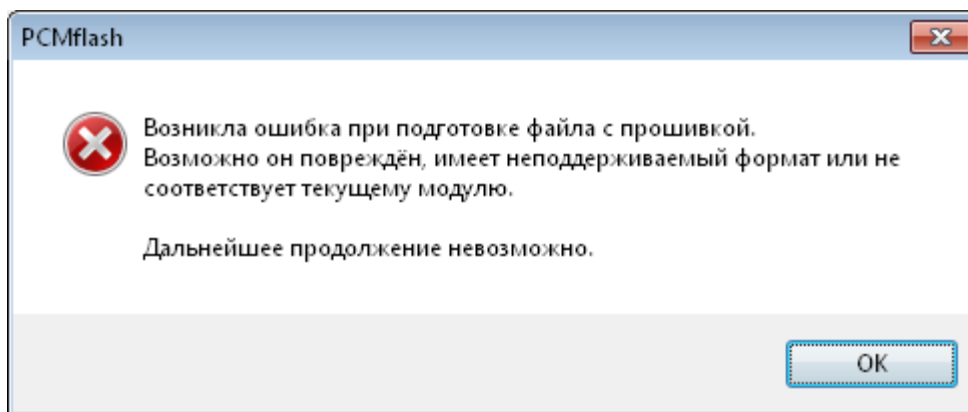 PCMflash
Возникла ошибка при подготовке файла с прошивкой.
Возможно он повреждён, имеет неподдерживаемый формат или не
соответствует текущему модулю.
Дальнейшее продолжение невозможно.
OK